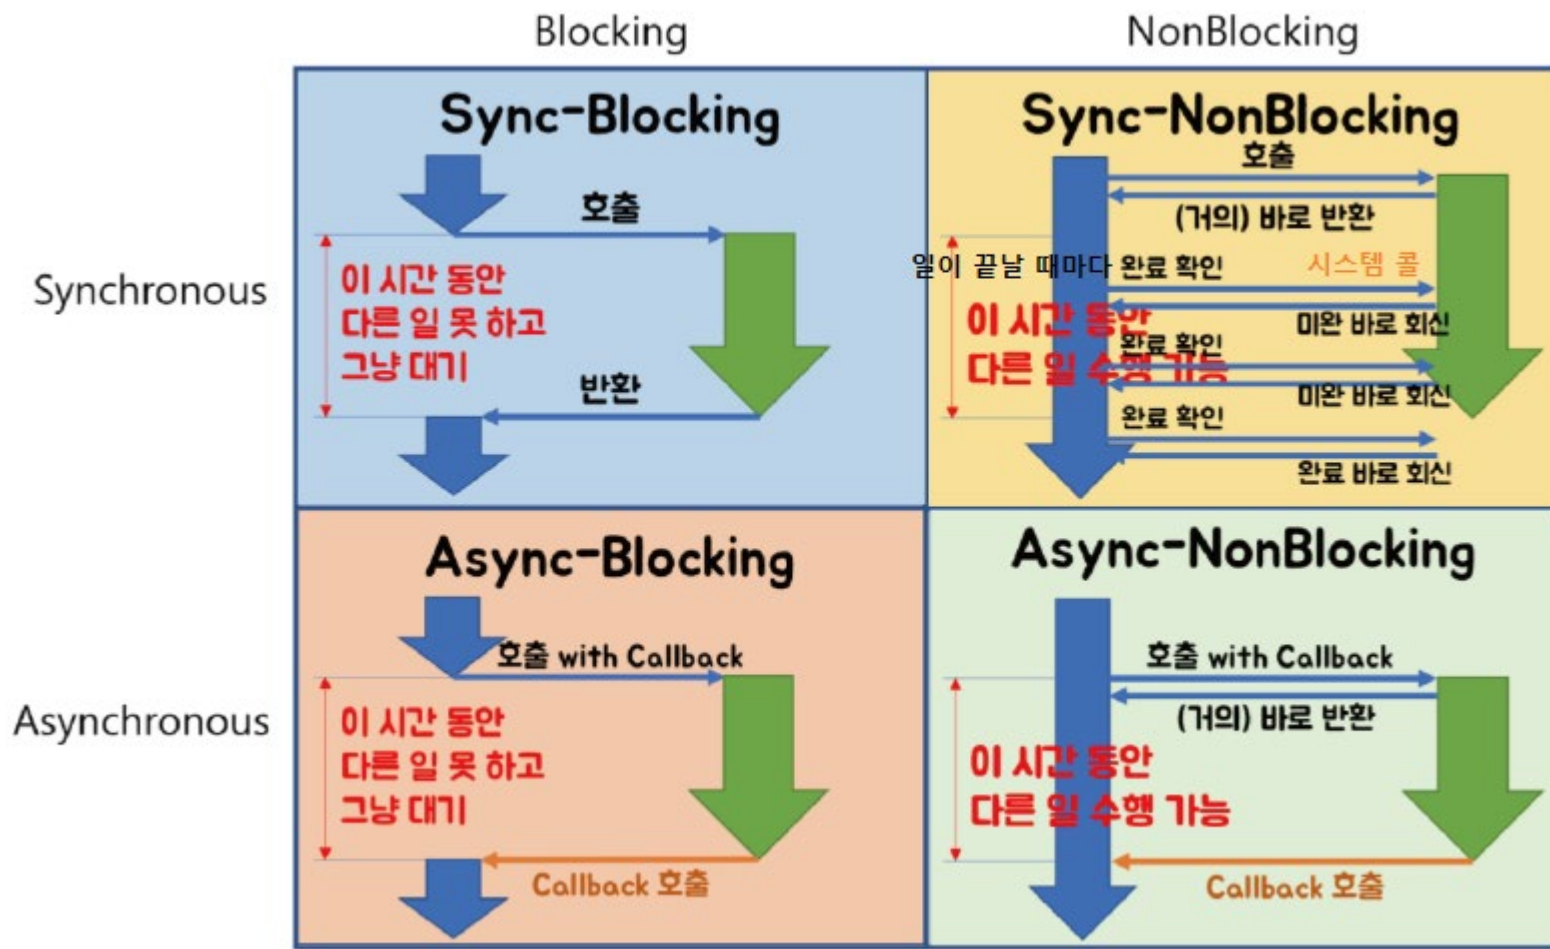 Blocking
NonBlocking
Synchronous
Sync-Blocking
호출
이 시간 동안
다른 일 못 하고
그냥 대기
반환
Sync-NonBlocking
호출
(거의) 바로 반환
일이 끝날 때마다 완료 확인
시스템 콜
이 시간 동안
다른 일 수행 가능
미완 바로 회신
완료 확인
미완 바로 회신
완료 확인
완료 바로 회신
Asynchronous
Async-Blocking
호출 with Callback
이 시간 동안
다른 일 못 하고
그냥 대기
Callback 호출
Async-NonBlocking
호출 with Callback
(거의) 바로 반환
이 시간 동안
다른 일 수행 가능
Callback 호출